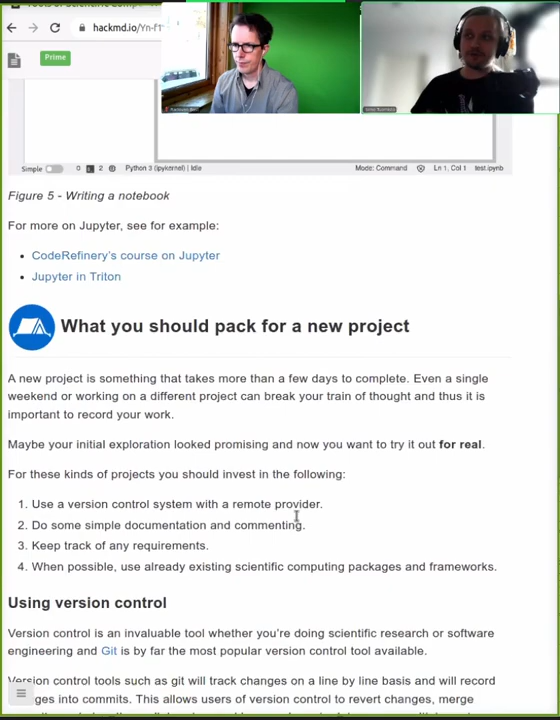 hackmd.io/Yn-f1
Prime
Simple 0 2 Python 3 (ipykernel) | Idle Mode: Command Ln 1, Col 1 test.ipynb
Figure 5 - Writing a notebook
For more on Jupyter, see for example:
• CodeRefinery's course on Jupyter
• Jupyter in Triton
What you should pack for a new project
A new project is something that takes more than a few days to complete. Even a single
weekend or working on a different project can break your train of thought and thus it is
important to record your work.
Maybe your initial exploration looked promising and now you want to try it out for real.
For these kinds of projects you should invest in the following:
1. Use a version control system with a remote provider.
2. Do some simple documentation and commenting.
3. Keep track of any requirements.
4. When possible, use already existing scientific computing packages and frameworks.
Using version control
Version control is an invaluable tool whether you're doing scientific research or software
engineering and Git is by far the most popular version control tool available.
Version control tools such as git will track changes on a line by line basis and will record
ges into commits. This allows users of version control to revert changes, merge